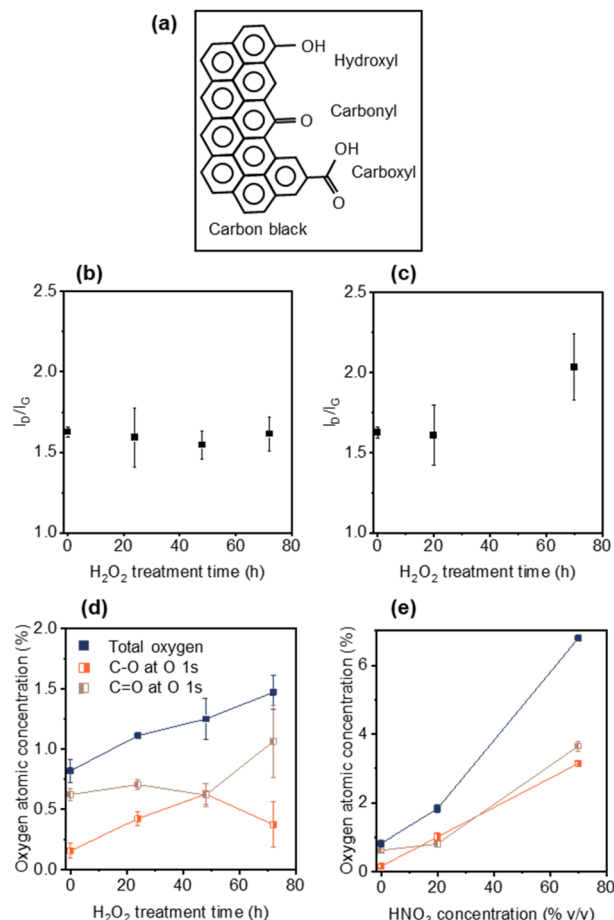 (a)
OH
Hydroxyl
O
Carbonyl
OH
Carboxyl
O
Carbon black
(b)
2.5
2.0
1.5
1.0
I_D/I_G
0 20 40 60 80
H₂O₂ treatment time (h)
(c)
2.5
2.0
1.5
1.0
I_D/I_G
0 20 40 60 80
H₂O₂ treatment time (h)
(d)
2.0
1.5
1.0
0.5
0.0
Oxygen atomic concentration (%)
Total oxygen
C-O at O 1s
C=O at O 1s
0 20 40 60 80
H₂O₂ treatment time (h)
(e)
6
4
2
0
Oxygen atomic concentration (%)
0 20 40 60 80
HNO₃ concentration (% v/v)